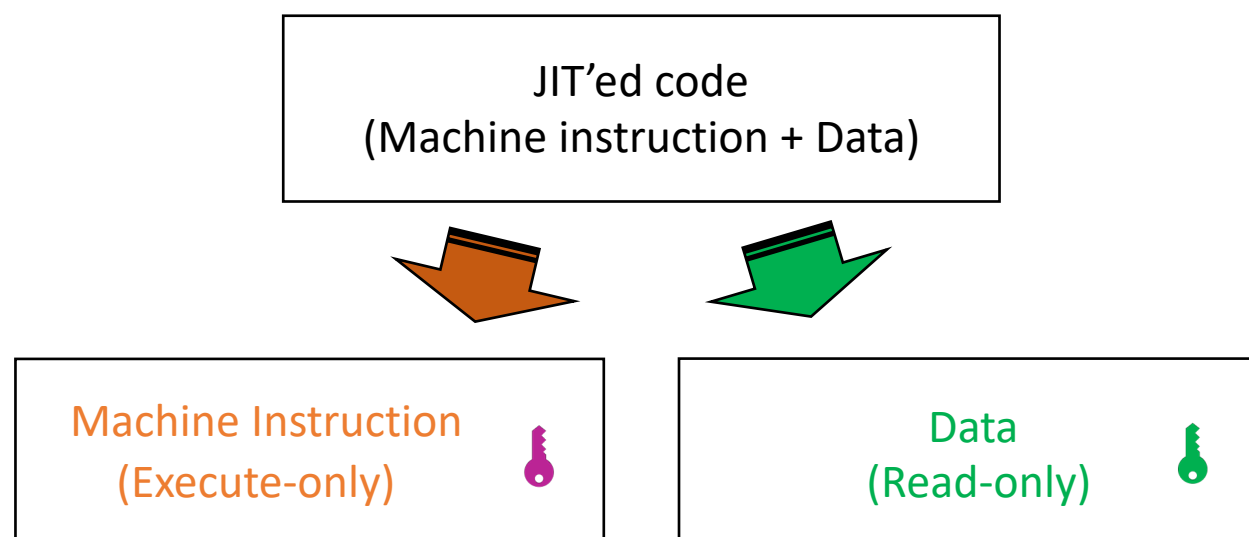 JIT’ed code
(Machine instruction + Data)
Machine Instruction
(Execute-only)
Data
(Read-only)